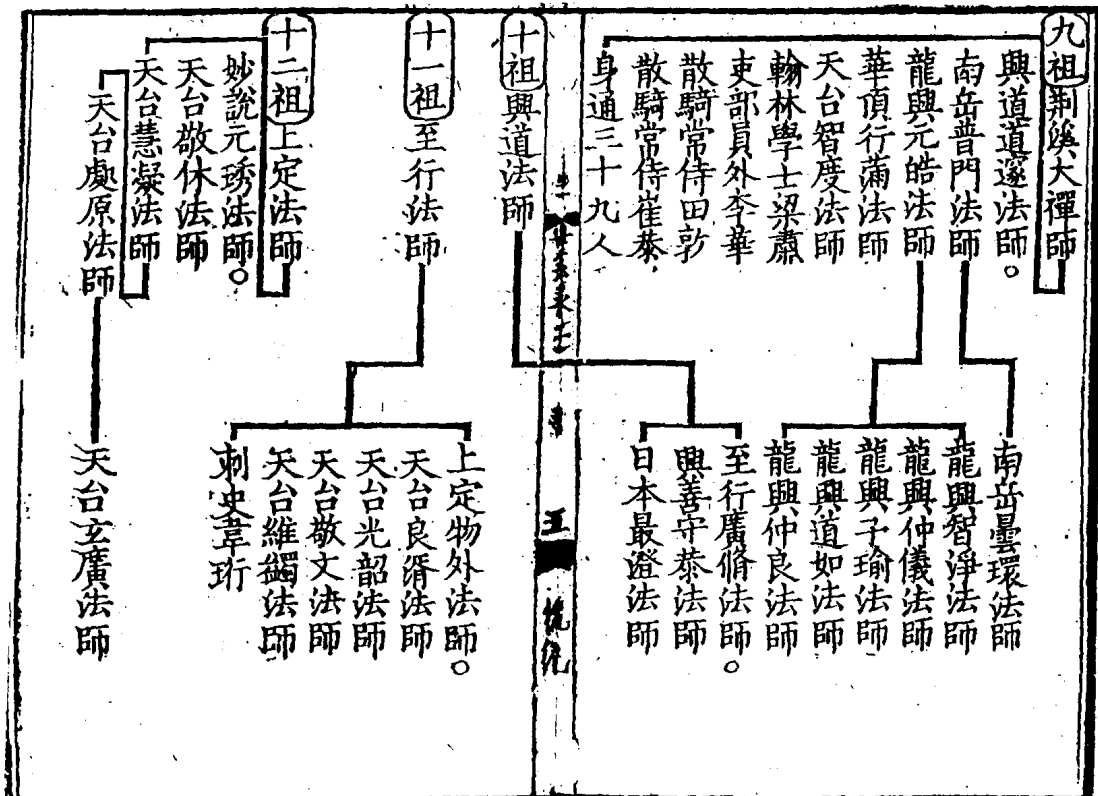 九祖荆溪大禪師
興道道邃法師。
南岳普門法師
龍興元皓法師
華頂行蒲法師
天台智度法師
翰林學士梁肅
吏部員外李華
散騎常侍田敦
散騎常侍崔恭
身通三十九人
南岳曇環法師
龍興智淨法師
龍興仲儀法師
龍興子瑜法師
龍興道如法師
龍興仲良法師
至行廣脩法師。
興善守恭法師
日本最澄法師
十祖興道法師
十一祖至行法師
十二祖上定法師
妙說元琇法師。
天台敬休法師
天台慧凝法師
天台處原法師
上定物外法師。
天台良湑法師
天台光韶法師
天台敬文法師
天台維蠲法師
刺史韋珩
天台玄廣法師